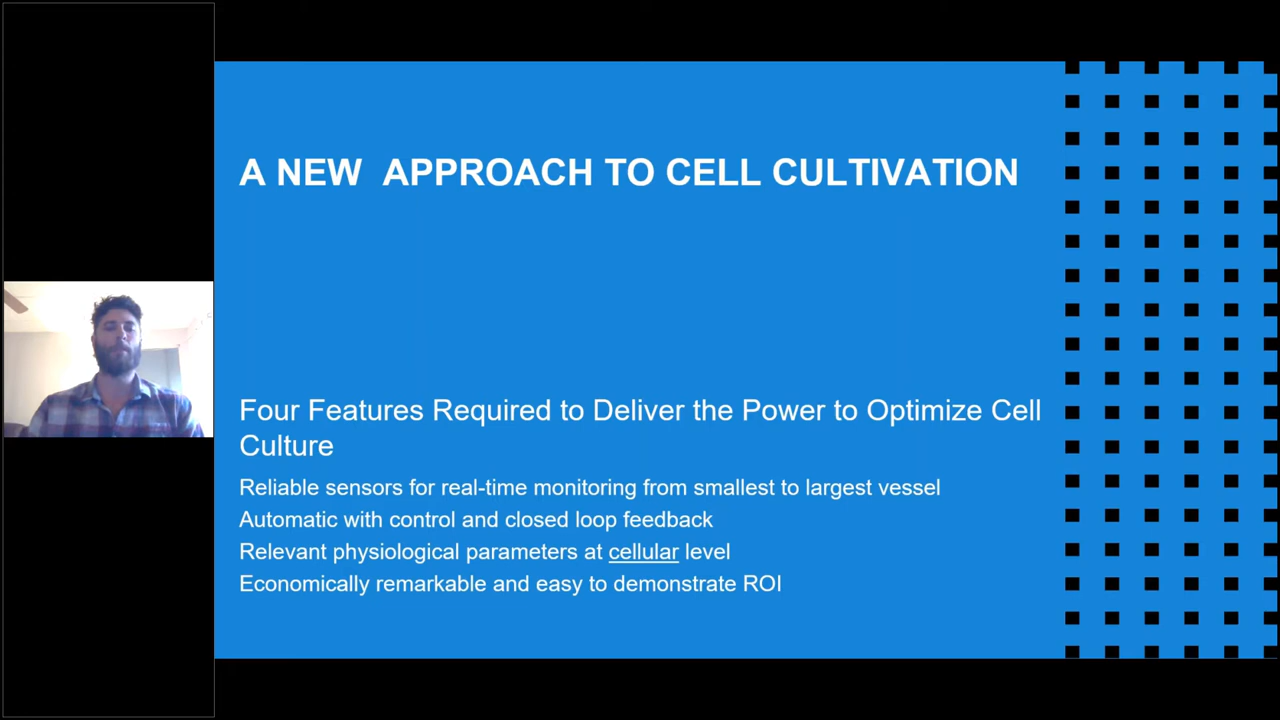 A NEW  APPROACH TO CELL CULTIVATION
Four Features Required to Deliver the Power to Optimize Cell
Culture
Reliable sensors for real-time monitoring from smallest to largest vessel
Automatic with control and closed loop feedback
Relevant physiological parameters at cellular level
Economically remarkable and easy to demonstrate ROI